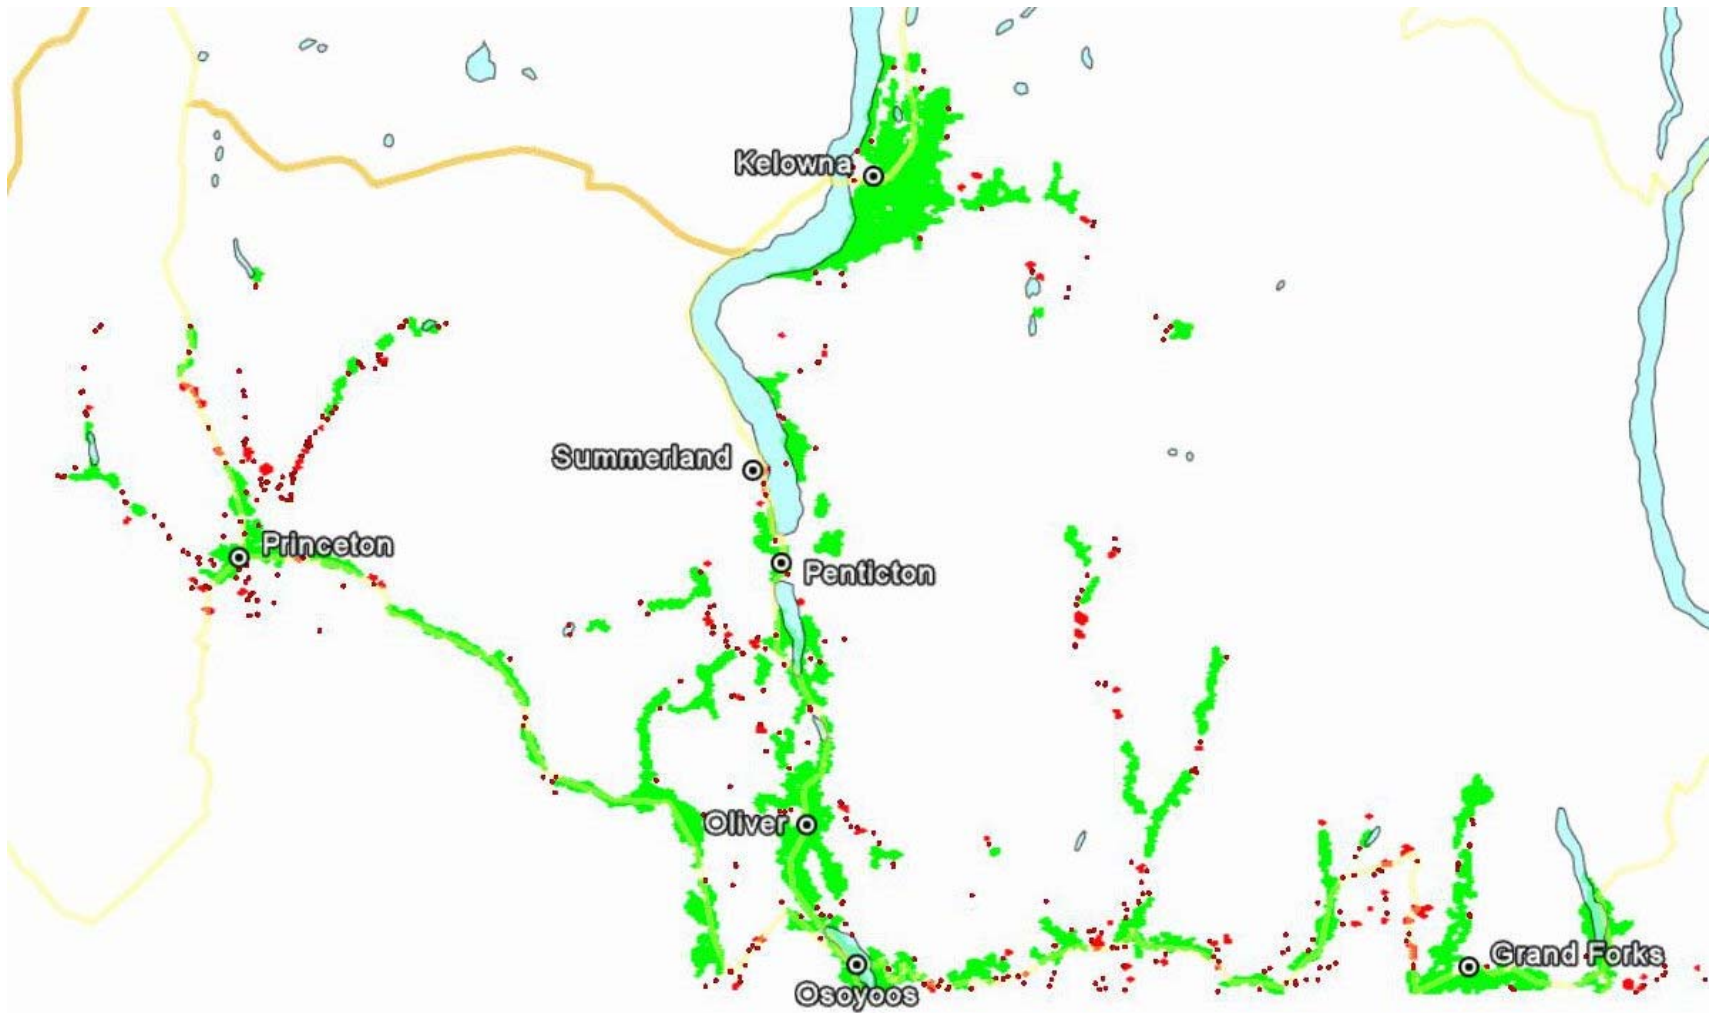 Kelowna
Summerland
Princeton
Penticton
Oliver
Grand Forks
Osoyoos